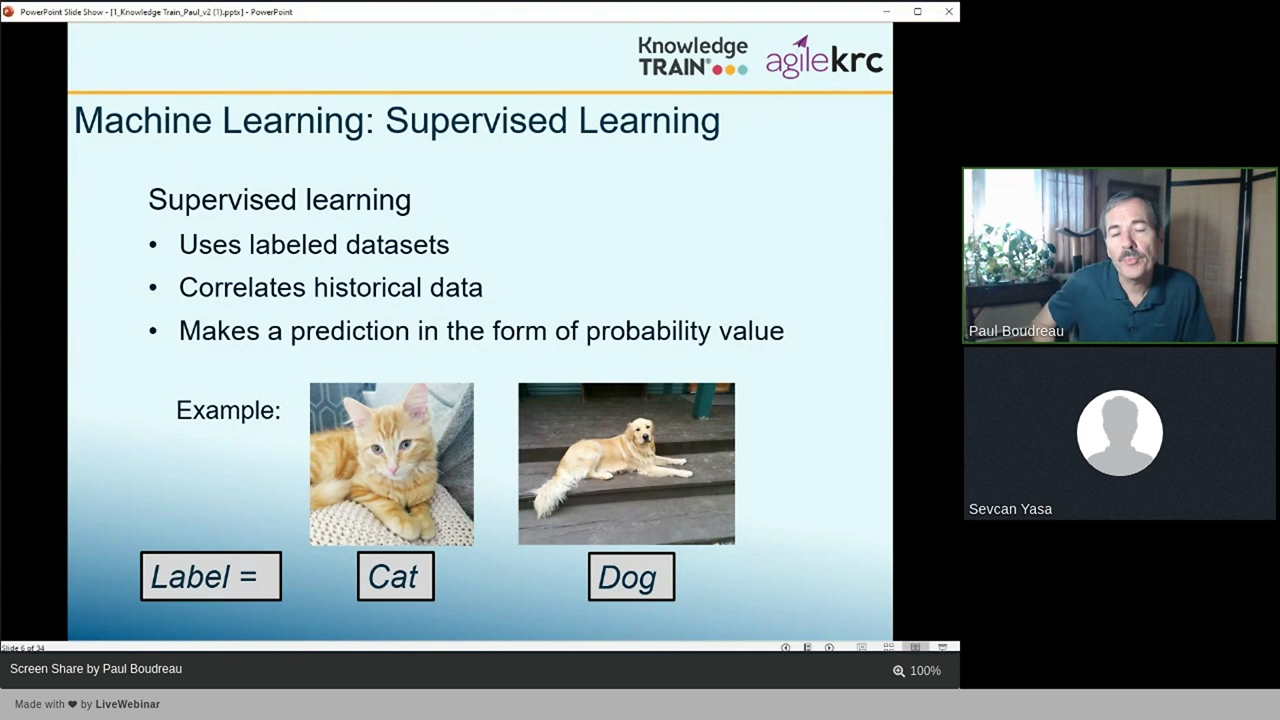 PowerPoint Slide Show - [1_Knowledge Train_Paul_v2 (1).pptx] - PowerPoint
Knowledge
TRAIN®
agilekrc
Machine Learning: Supervised Learning
Supervised learning
• Uses labeled datasets
• Correlates historical data
• Makes a prediction in the form of probability value
Example:
Label =
Cat
Dog
Paul Boudreau
Sevcan Yasa
Slide 6 of 34
Screen Share by Paul Boudreau
100%
Made with ❤ by LiveWebinar